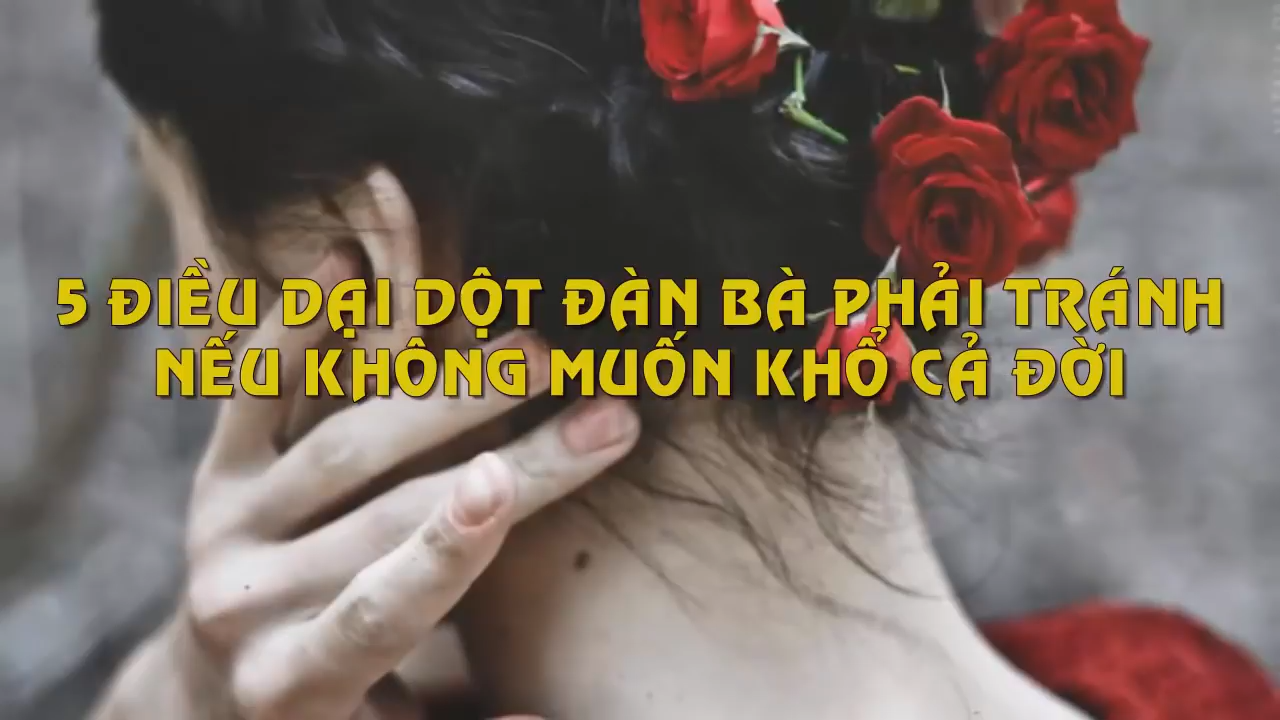 5 ĐIỀU DẠI DỘT ĐÀN BÀ PHẢI TRÁNH
NẾU KHÔNG MUỐN KHỔ CẢ ĐỜI